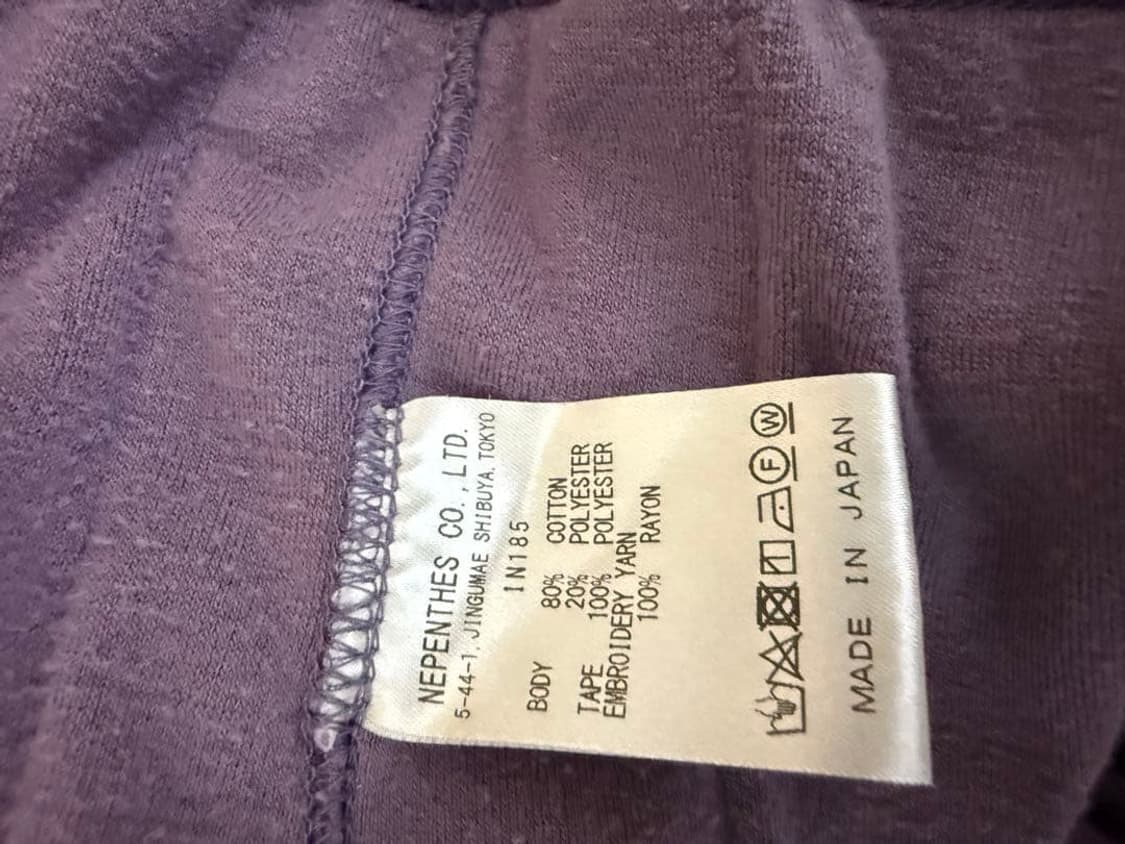 NEPENTHES CO., LTD.
5-44-1, JINGUMAE SHIBUYA, TOKYO
IN185
BODY 80% COTTON
20% POLYESTER
TAPE 100% POLYESTER
EMBROIDERY YARN
100% RAYON
F W
MADE IN JAPAN